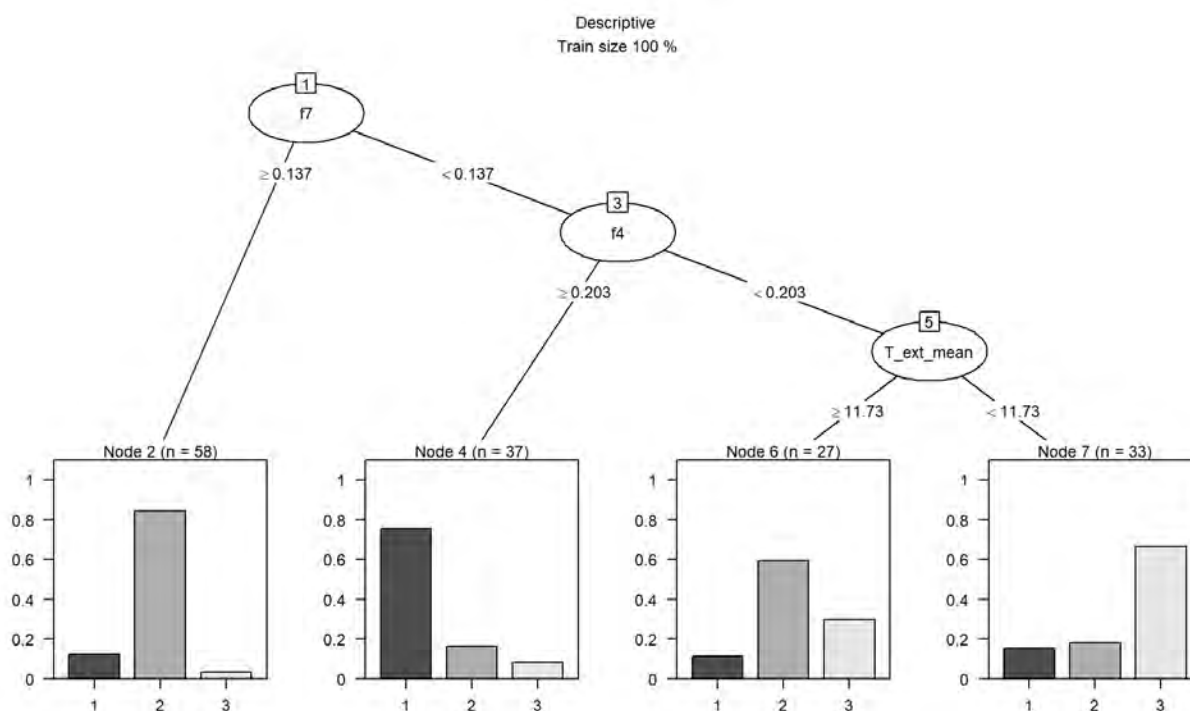 Descriptive
Train size 100 %
1
f7
≥ 0.137
< 0.137
3
f4
≥ 0.203
< 0.203
5
T_ext_mean
≥ 11.73
< 11.73
Node 2 (n = 58)
1
0.8
0.6
0.4
0.2
0
1 2 3
Node 4 (n = 37)
1
0.8
0.6
0.4
0.2
0
1 2 3
Node 6 (n = 27)
1
0.8
0.6
0.4
0.2
0
1 2 3
Node 7 (n = 33)
1
0.8
0.6
0.4
0.2
0
1 2 3